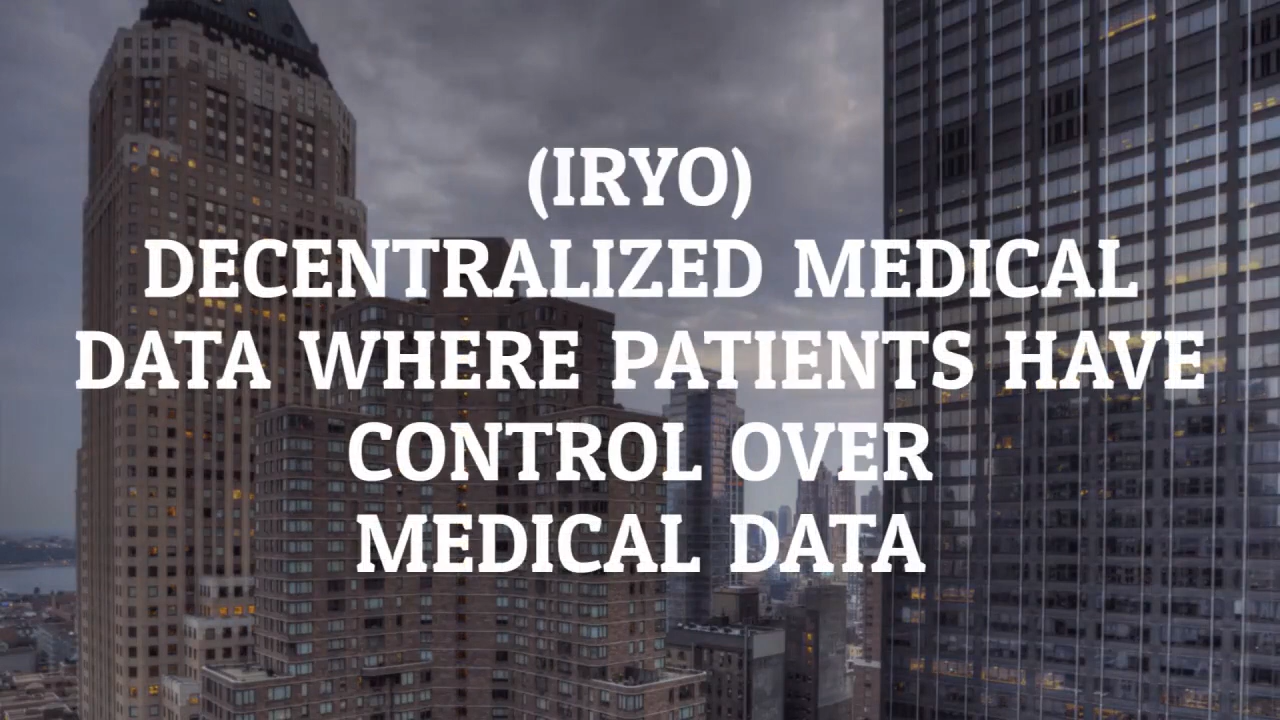 (IRYO)
DECENTRALIZED MEDICAL
DATA WHERE PATIENTS HAVE
CONTROL OVER
MEDICAL DATA